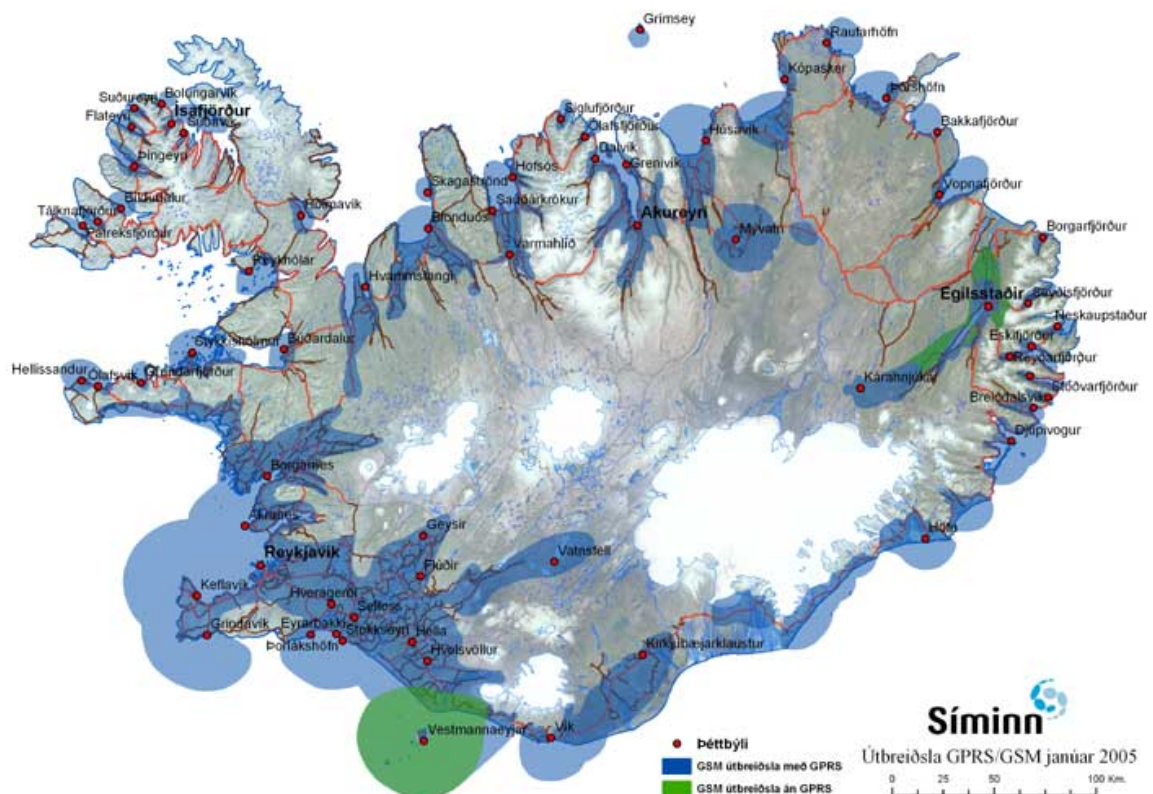 Grímsey
Raufarhöfn
Kópasker
Þórshöfn
Bolungarvík
Suðureyri
Ísafjörður
Flateyri
Súðavík
Siglufjörður
Ólafsfjörður
Húsavík
Bakkafjörður
Dalvík
Grenivík
Þingeyri
Hofsós
Skagaströnd
Vopnafjörður
Bíldudalur
Sauðárkrókur
Tálknafjörður
Hólmavík
Patreksfjörður
Blönduós
Akureyri
Mývatn
Borgarfjörður
Varmahlíð
Reykhólar
Hvammstangi
Egilsstaðir
Seyðisfjörður
Neskaupstaður
Eskifjörður
Stykkishólmur
Búðardalur
Reyðarfjörður
Hellissandur
Ólafsvík
Grundarfjörður
Kárahnjúkar
Stöðvarfjörður
Breiðdalsvík
Djúpivogur
Borgarnes
Akranes
Geysir
Höfn
Reykjavík
Vatnsfell
Flúðir
Keflavík
Hveragerði
Selfoss
Grindavík
Eyrarbakki
Stokkseyri
Hella
Þorlákshöfn
Hvolsvöllur
Kirkjubæjarklaustur
Vestmannaeyjar
Vík
Síminn
Útbreiðsla GPRS/GSM janúar 2005
Þéttbýli
GSM útbreiðsla með GPRS
GSM útbreiðsla án GPRS
0 25 50 100 Km.